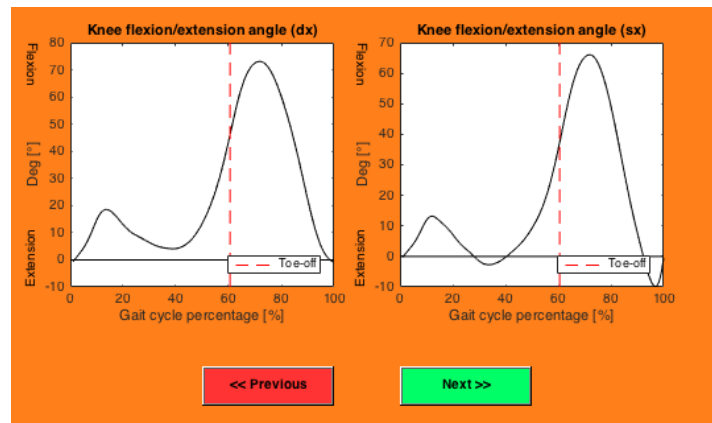 Knee flexion/extension angle (dx)
Flexion
Deg [°]
Extension
80
70
60
50
40
30
20
10
0
-10
0 20 40 60 80 100
Toe-off
Gait cycle percentage [%]
Knee flexion/extension angle (sx)
Flexion
Deg [°]
Extension
70
60
50
40
30
20
10
0
-10
0 20 40 60 80 100
Toe-off
Gait cycle percentage [%]
<< Previous
Next >>